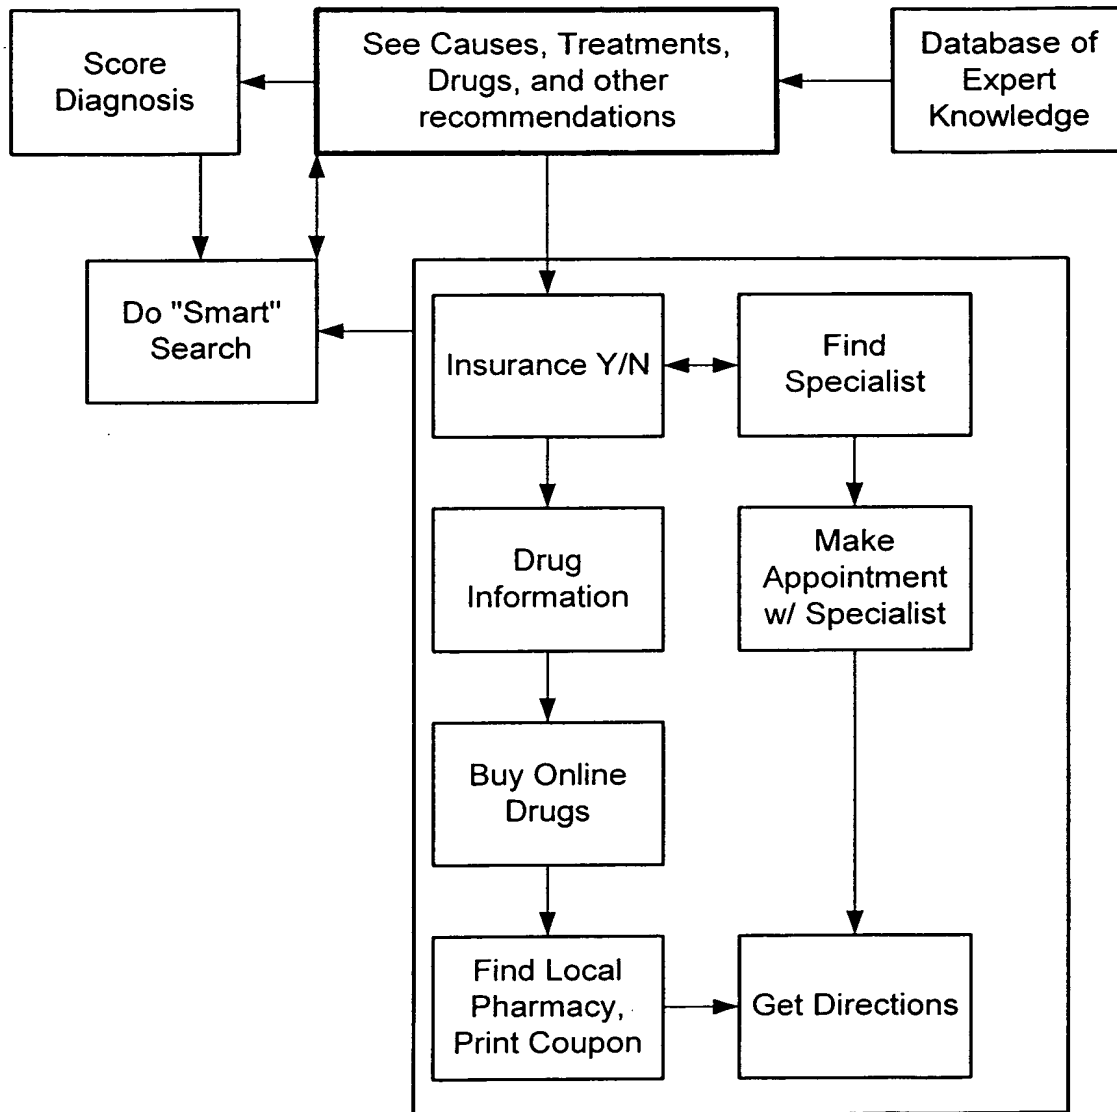 Score
Diagnosis
See Causes, Treatments,
Drugs, and other
recommendations
Database of
Expert
Knowledge
Do "Smart"
Search
Insurance Y/N
Find
Specialist
Drug
Information
Make
Appointment
w/ Specialist
Buy Online
Drugs
Find Local
Pharmacy,
Print Coupon
Get Directions